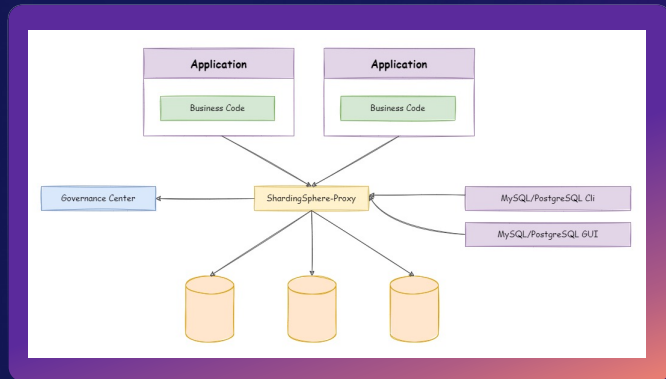 Application
Application
Business Code
Business Code
Governance Center
ShardingSphere-Proxy
MySQL/PostgreSQL Cli
MySQL/PostgreSQL GUI